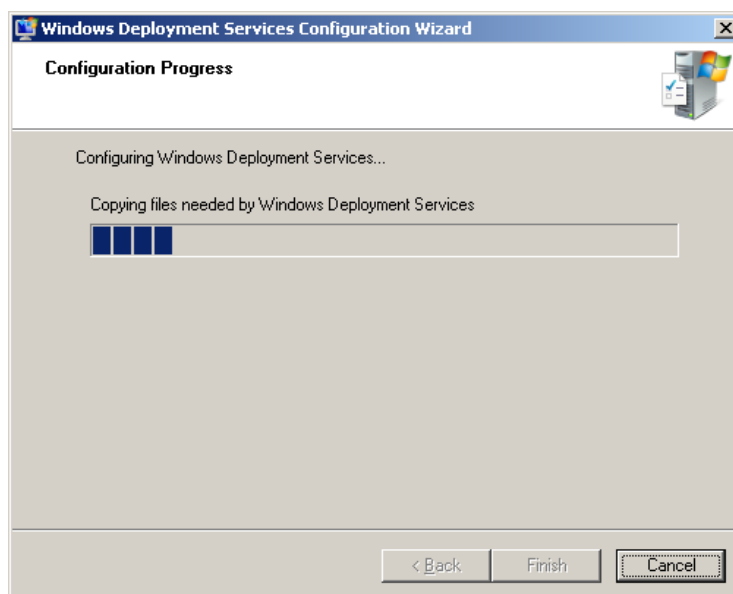 Windows Deployment Services Configuration Wizard
Configuration Progress
Configuring Windows Deployment Services...
Copying files needed by Windows Deployment Services
< Back Finish Cancel